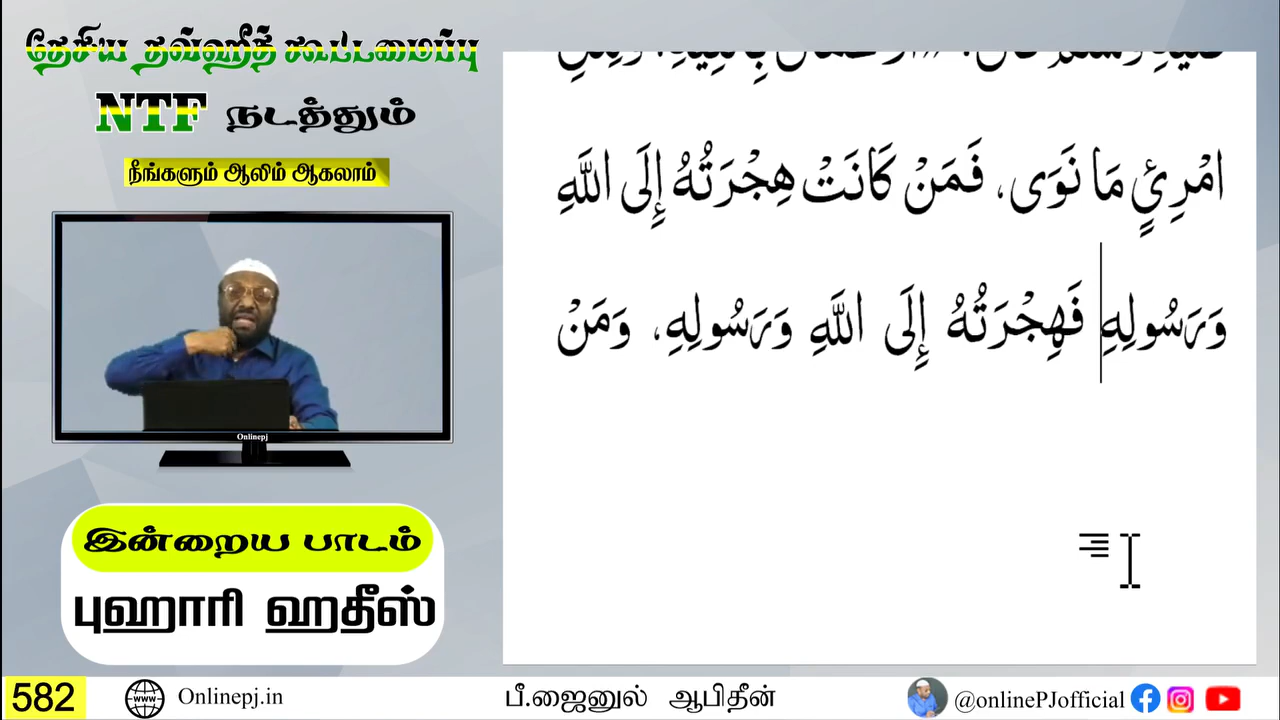 தேசிய தவ்ஹீத் கூட்டமைப்பு
NTF நடத்தும்
நீங்களும் ஆலிம் ஆகலாம்
Onlinepj
இன்றைய பாடம்
புஹாரி ஹதீஸ்
امْرِئٍ مَا نَوَى، فَمَنْ كَانَتْ هِجْرَتُهُ إِلَى اللَّهِ
وَرَسُولِهِ فَهِجْرَتُهُ إِلَى اللَّهِ وَرَسُولِهِ، وَمَنْ
582 www Onlinepj.in பீ.ஜைனுல் ஆபிதீன் @onlinePJofficial